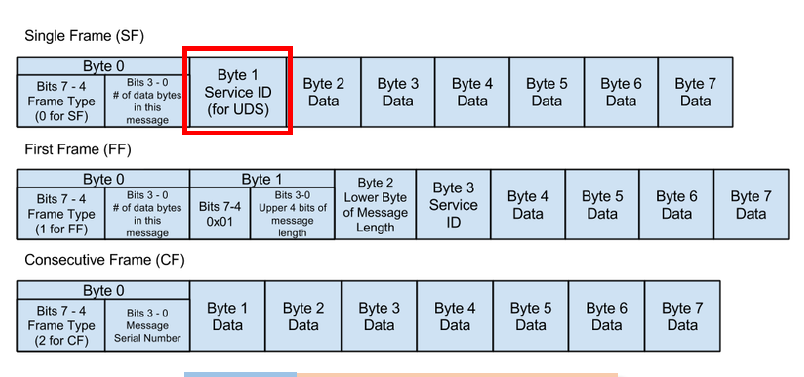 Single Frame (SF)
Byte 0
Bits 7 - 4
Frame Type
(0 for SF)
Bits 3 - 0
# of data bytes
in this
message
Byte 1
Service ID
(for UDS)
Byte 2
Data
Byte 3
Data
Byte 4
Data
Byte 5
Data
Byte 6
Data
Byte 7
Data
First Frame (FF)
Byte 0
Bits 7 - 4
Frame Type
(1 for FF)
Bits 3 - 0
# of data bytes
in this
message
Byte 1
Bits 7-4
0x01
Bits 3-0
Upper 4 bits of
message
length
Byte 2
Lower Byte
of Message
Length
Byte 3
Service
ID
Byte 4
Data
Byte 5
Data
Byte 6
Data
Byte 7
Data
Consecutive Frame (CF)
Byte 0
Bits 7 - 4
Frame Type
(2 for CF)
Bits 3 - 0
Message
Serial Number
Byte 1
Data
Byte 2
Data
Byte 3
Data
Byte 4
Data
Byte 5
Data
Byte 6
Data
Byte 7
Data